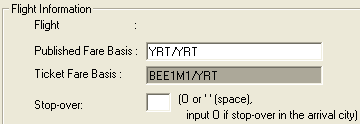 Flight Information
Flight :
Published Fare Basis : YRT/YRT
Ticket Fare Basis : BEE1M1/YRT
Stop-over: (O or ' ' (space),
input O if stop-over in the arrival city)